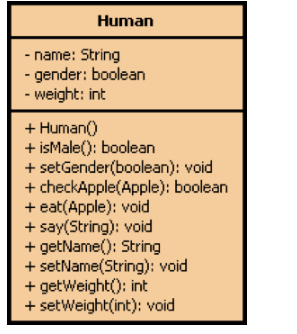 Human
- name: String
- gender: boolean
- weight: int
+ Human()
+ isMale(): boolean
+ setGender(boolean): void
+ checkApple(Apple): boolean
+ eat(Apple): void
+ say(String): void
+ getName(): String
+ setName(String): void
+ getWeight(): int
+ setWeight(int): void